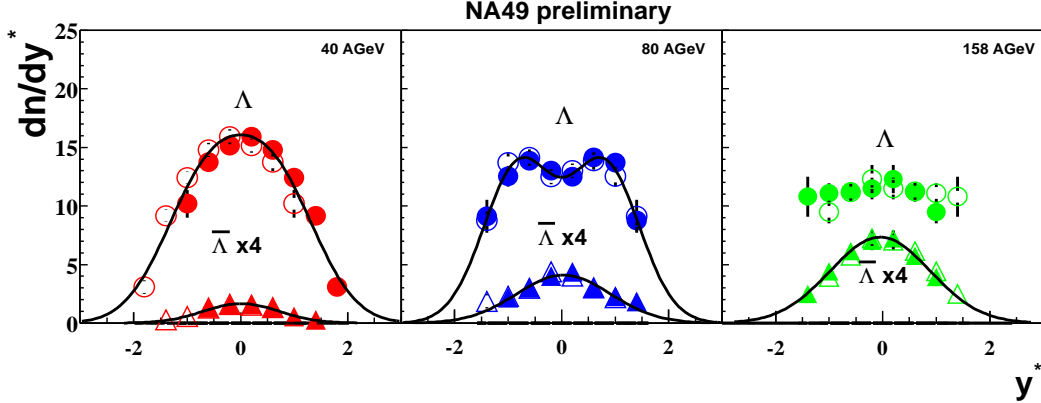 NA49 preliminary
dn/dy*
25
20
15
10
5
0
40 AGeV
Λ
Λ̅ x4
-2
0
2
80 AGeV
Λ
Λ̅ x4
-2
0
2
158 AGeV
Λ
Λ̅ x4
-2
0
2
y*